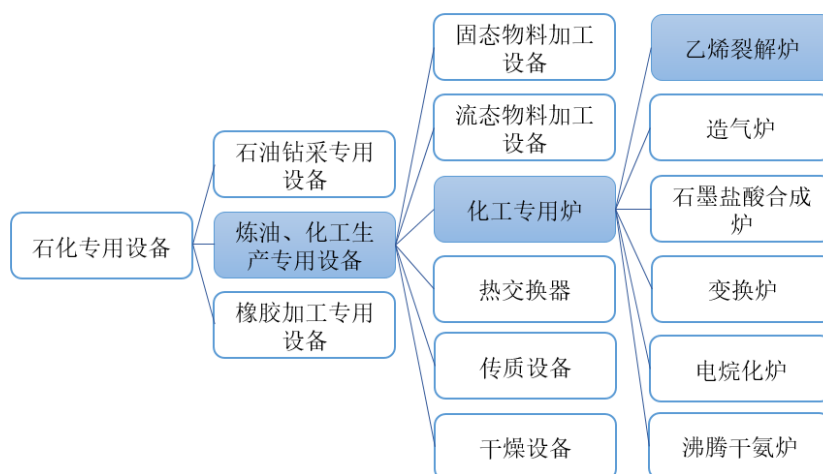 石化专用设备
石油钻采专用
设备
炼油、化工生
产专用设备
橡胶加工专用
设备
固态物料加工
设备
流态物料加工
设备
化工专用炉
热交换器
传质设备
干燥设备
乙烯裂解炉
造气炉
石墨盐酸合成
炉
变换炉
电烷化炉
沸腾干氨炉